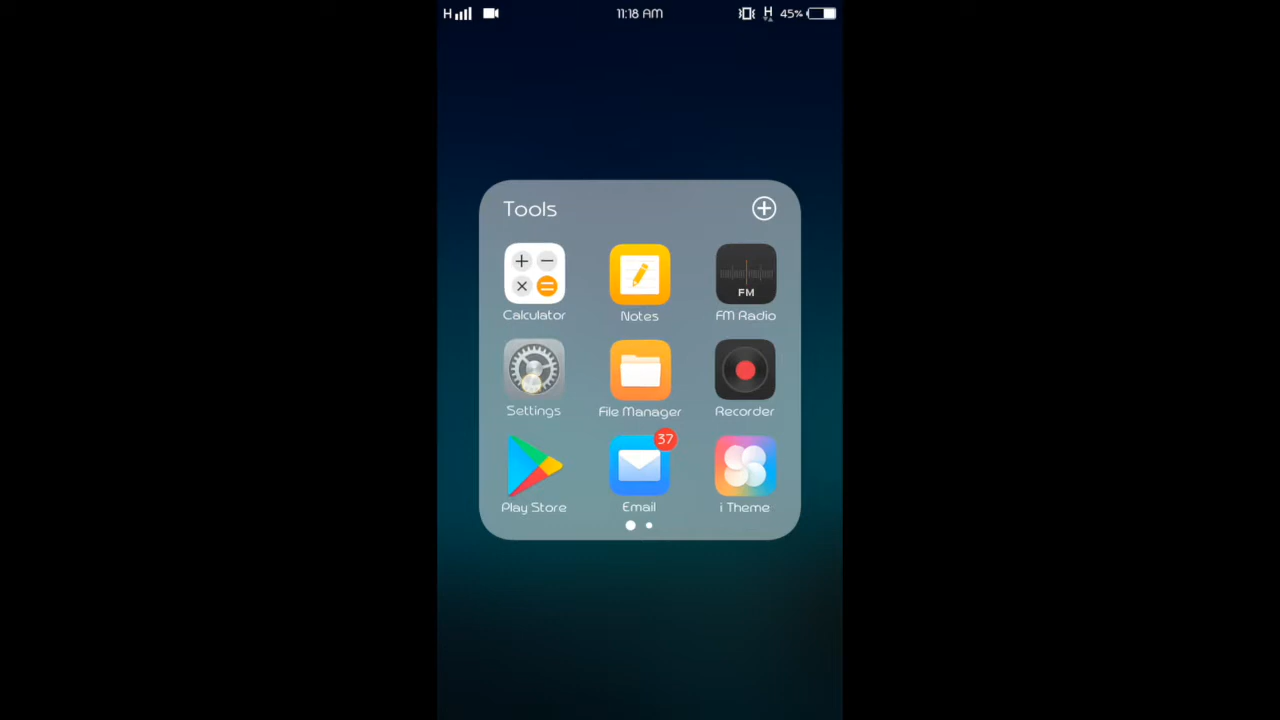 H 11:18 AM H 45%
Tools
Calculator Notes FM FM Radio
Settings File Manager Recorder
37
Play Store Email i Theme